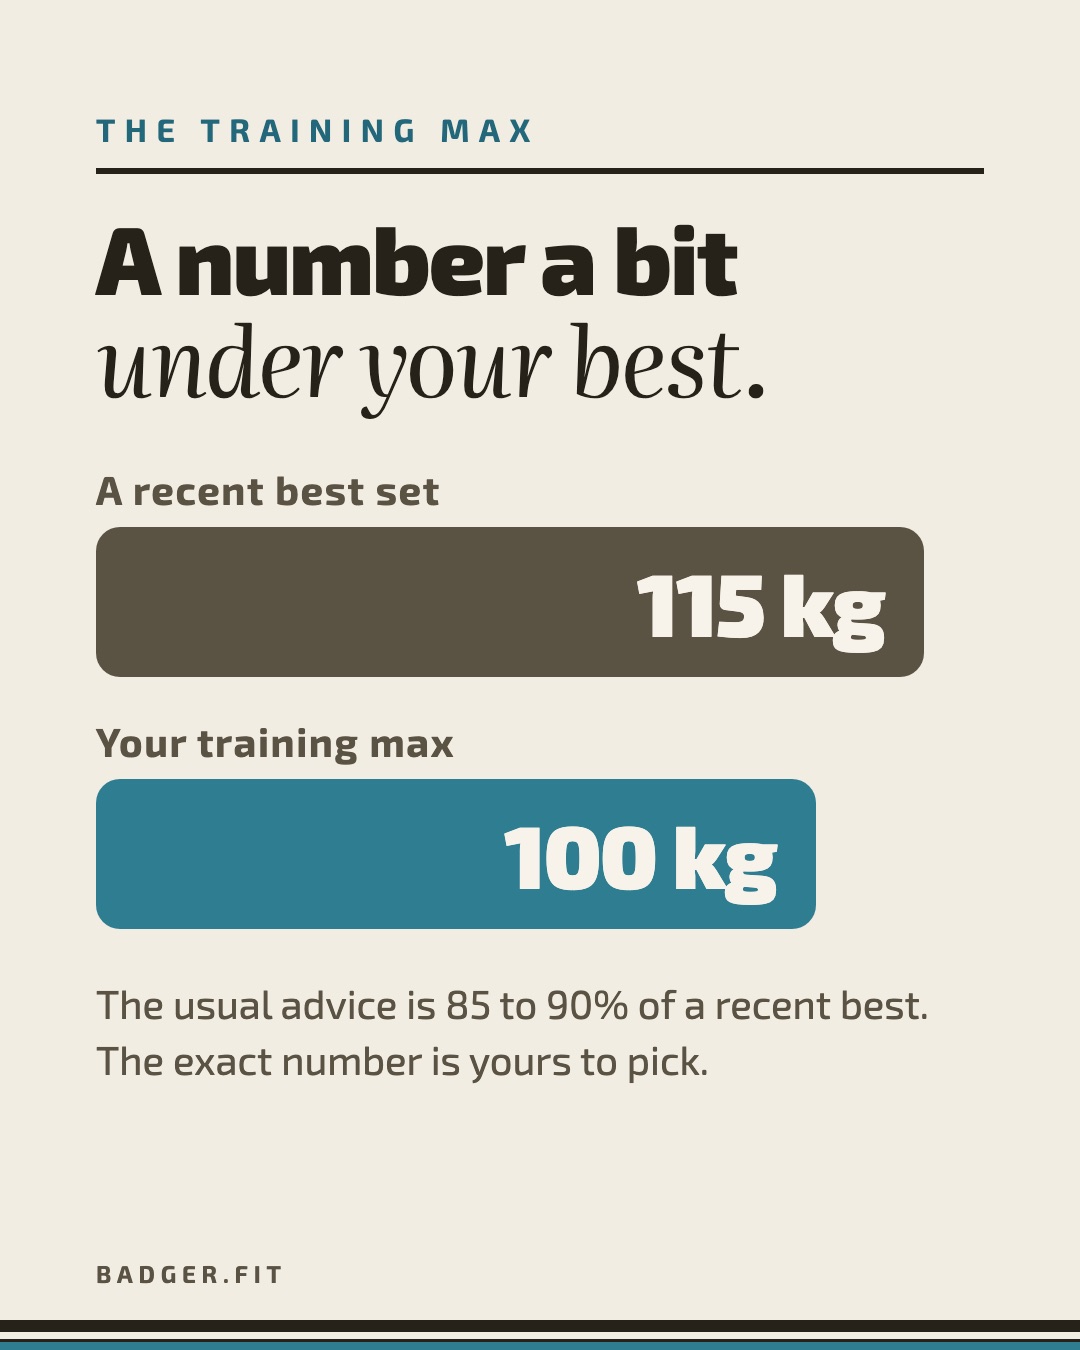 THE TRAINING MAX
A number a bit
under your best.
A recent best set
115 kg
Your training max
100 kg
The usual advice is 85 to 90% of a recent best.
The exact number is yours to pick.
BADGER.FIT